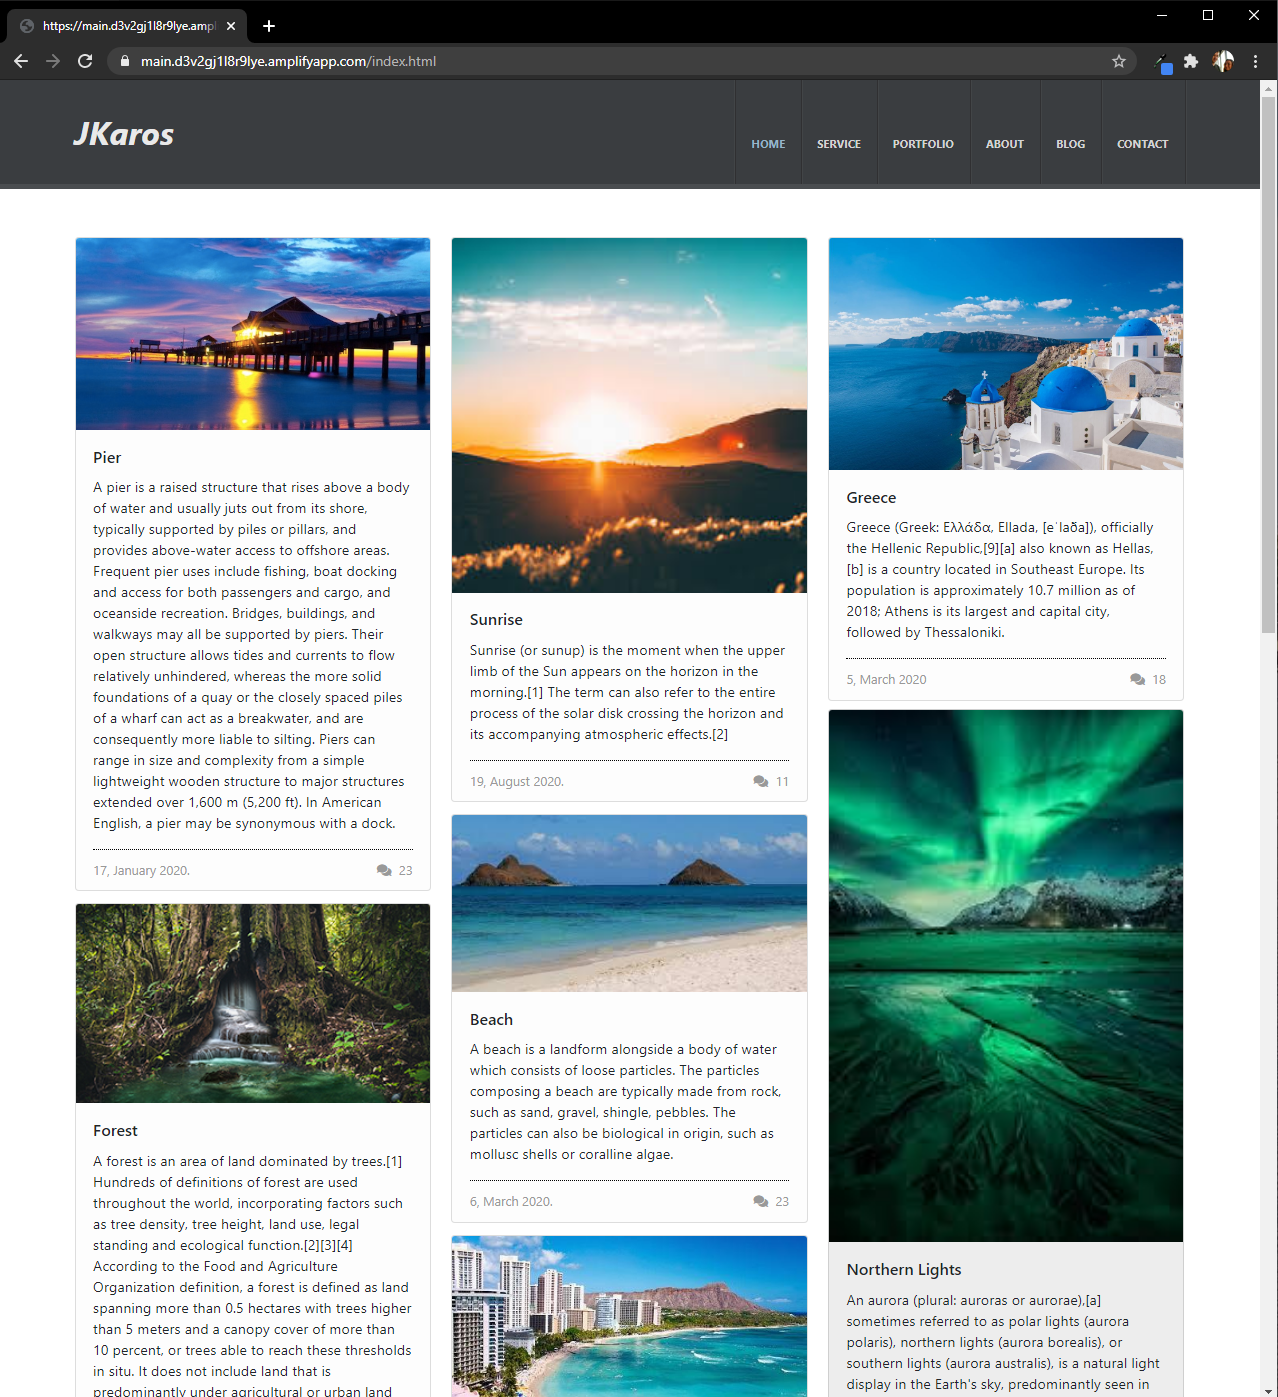 https://main.d3v2gj1l8r9lye.ampl
main.d3v2gj1l8r9lye.amplifyapp.com/index.html
JKaros
HOME
SERVICE
PORTFOLIO
ABOUT
BLOG
CONTACT
Pier
A pier is a raised structure that rises above a body
of water and usually juts out from its shore,
typically supported by piles or pillars, and
provides above-water access to offshore areas.
Frequent pier uses include fishing, boat docking
and access for both passengers and cargo, and
oceanside recreation. Bridges, buildings, and
walkways may all be supported by piers. Their
open structure allows tides and currents to flow
relatively unhindered, whereas the more solid
foundations of a quay or the closely spaced piles
of a wharf can act as a breakwater, and are
consequently more liable to silting. Piers can
range in size and complexity from a simple
lightweight wooden structure to major structures
extended over 1,600 m (5,200 ft). In American
English, a pier may be synonymous with a dock.
17, January 2020.
23
Forest
A forest is an area of land dominated by trees.[1]
Hundreds of definitions of forest are used
throughout the world, incorporating factors such
as tree density, tree height, land use, legal
standing and ecological function.[2][3][4]
According to the Food and Agriculture
Organization definition, a forest is defined as land
spanning more than 0.5 hectares with trees higher
than 5 meters and a canopy cover of more than
10 percent, or trees able to reach these thresholds
in situ. It does not include land that is
predominantly under agricultural or urban land
Sunrise
Sunrise (or sunup) is the moment when the upper
limb of the Sun appears on the horizon in the
morning.[1] The term can also refer to the entire
process of the solar disk crossing the horizon and
its accompanying atmospheric effects.[2]
19, August 2020.
11
Beach
A beach is a landform alongside a body of water
which consists of loose particles. The particles
composing a beach are typically made from rock,
such as sand, gravel, shingle, pebbles. The
particles can also be biological in origin, such as
mollusc shells or coralline algae.
6, March 2020.
23
Greece
Greece (Greek: Ελλάδα, Ellada, [eˈlaða]), officially
the Hellenic Republic,[9][a] also known as Hellas,
[b] is a country located in Southeast Europe. Its
population is approximately 10.7 million as of
2018; Athens is its largest and capital city,
followed by Thessaloniki.
5, March 2020
18
Northern Lights
An aurora (plural: auroras or aurorae),[a]
sometimes referred to as polar lights (aurora
polaris), northern lights (aurora borealis), or
southern lights (aurora australis), is a natural light
display in the Earth's sky, predominantly seen in